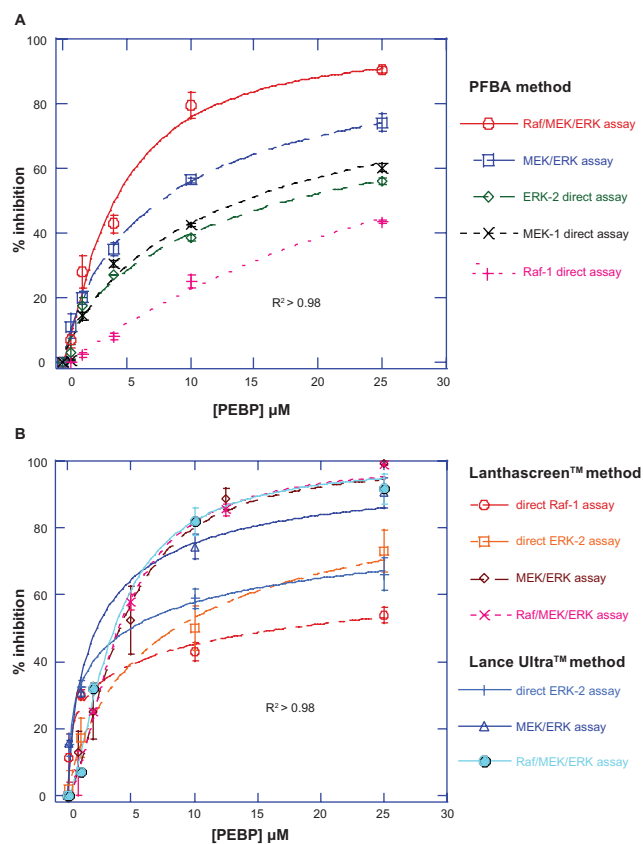 A
100
80
60
40
20
0
% inhibition
0
5
10
15
20
25
30
[PEBP] µM
R² > 0.98
PFBA method
Raf/MEK/ERK assay
MEK/ERK assay
ERK-2 direct assay
MEK-1 direct assay
Raf-1 direct assay
B
100
80
60
40
20
0
% inhibition
0
5
10
15
20
25
30
[PEBP] µM
R² > 0.98
Lanthascreen™ method
direct Raf-1 assay
direct ERK-2 assay
MEK/ERK assay
Raf/MEK/ERK assay
Lance Ultra™ method
direct ERK-2 assay
MEK/ERK assay
Raf/MEK/ERK assay